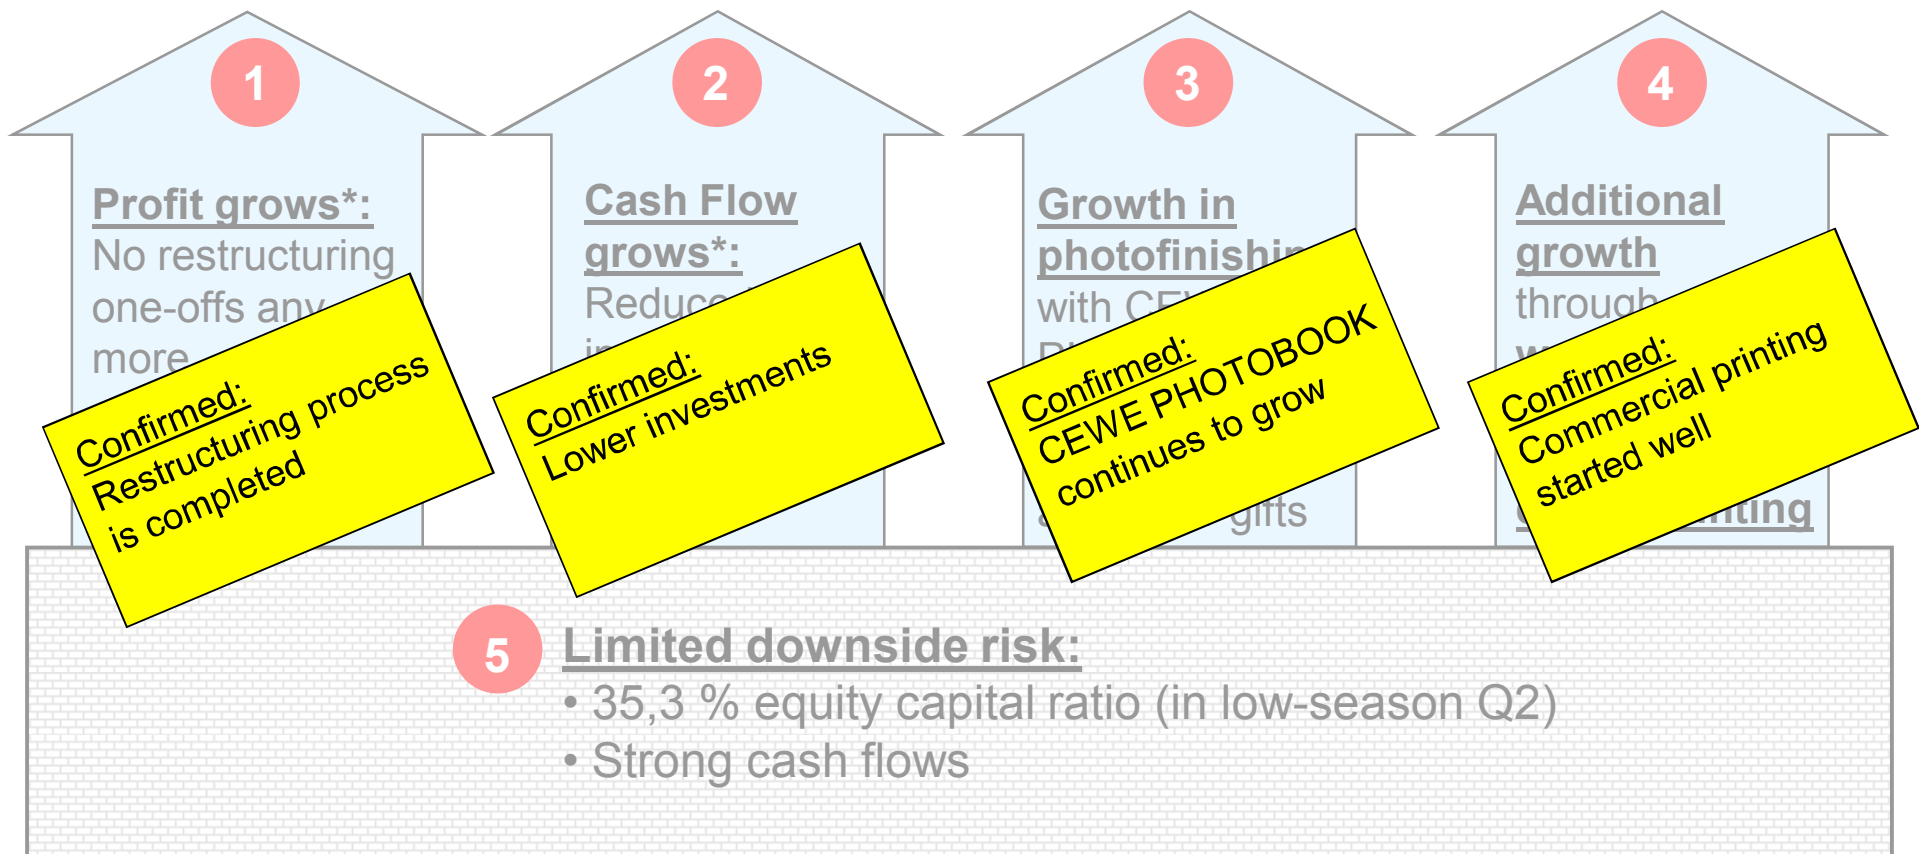 1
Profit grows*:
No restructuring
one-offs any
more
Confirmed:
Restructuring process
is completed
2
Cash Flow
grows*:
Confirmed:
Lower investments
3
Growth in
photofinishing
with
Confirmed:
CEWE PHOTOBOOK
continues to grow
gifts
4
Additional
growth
through
Confirmed:
Commercial printing
started well
5
Limited downside risk:
• 35,3 % equity capital ratio (in low-season Q2)
• Strong cash flows